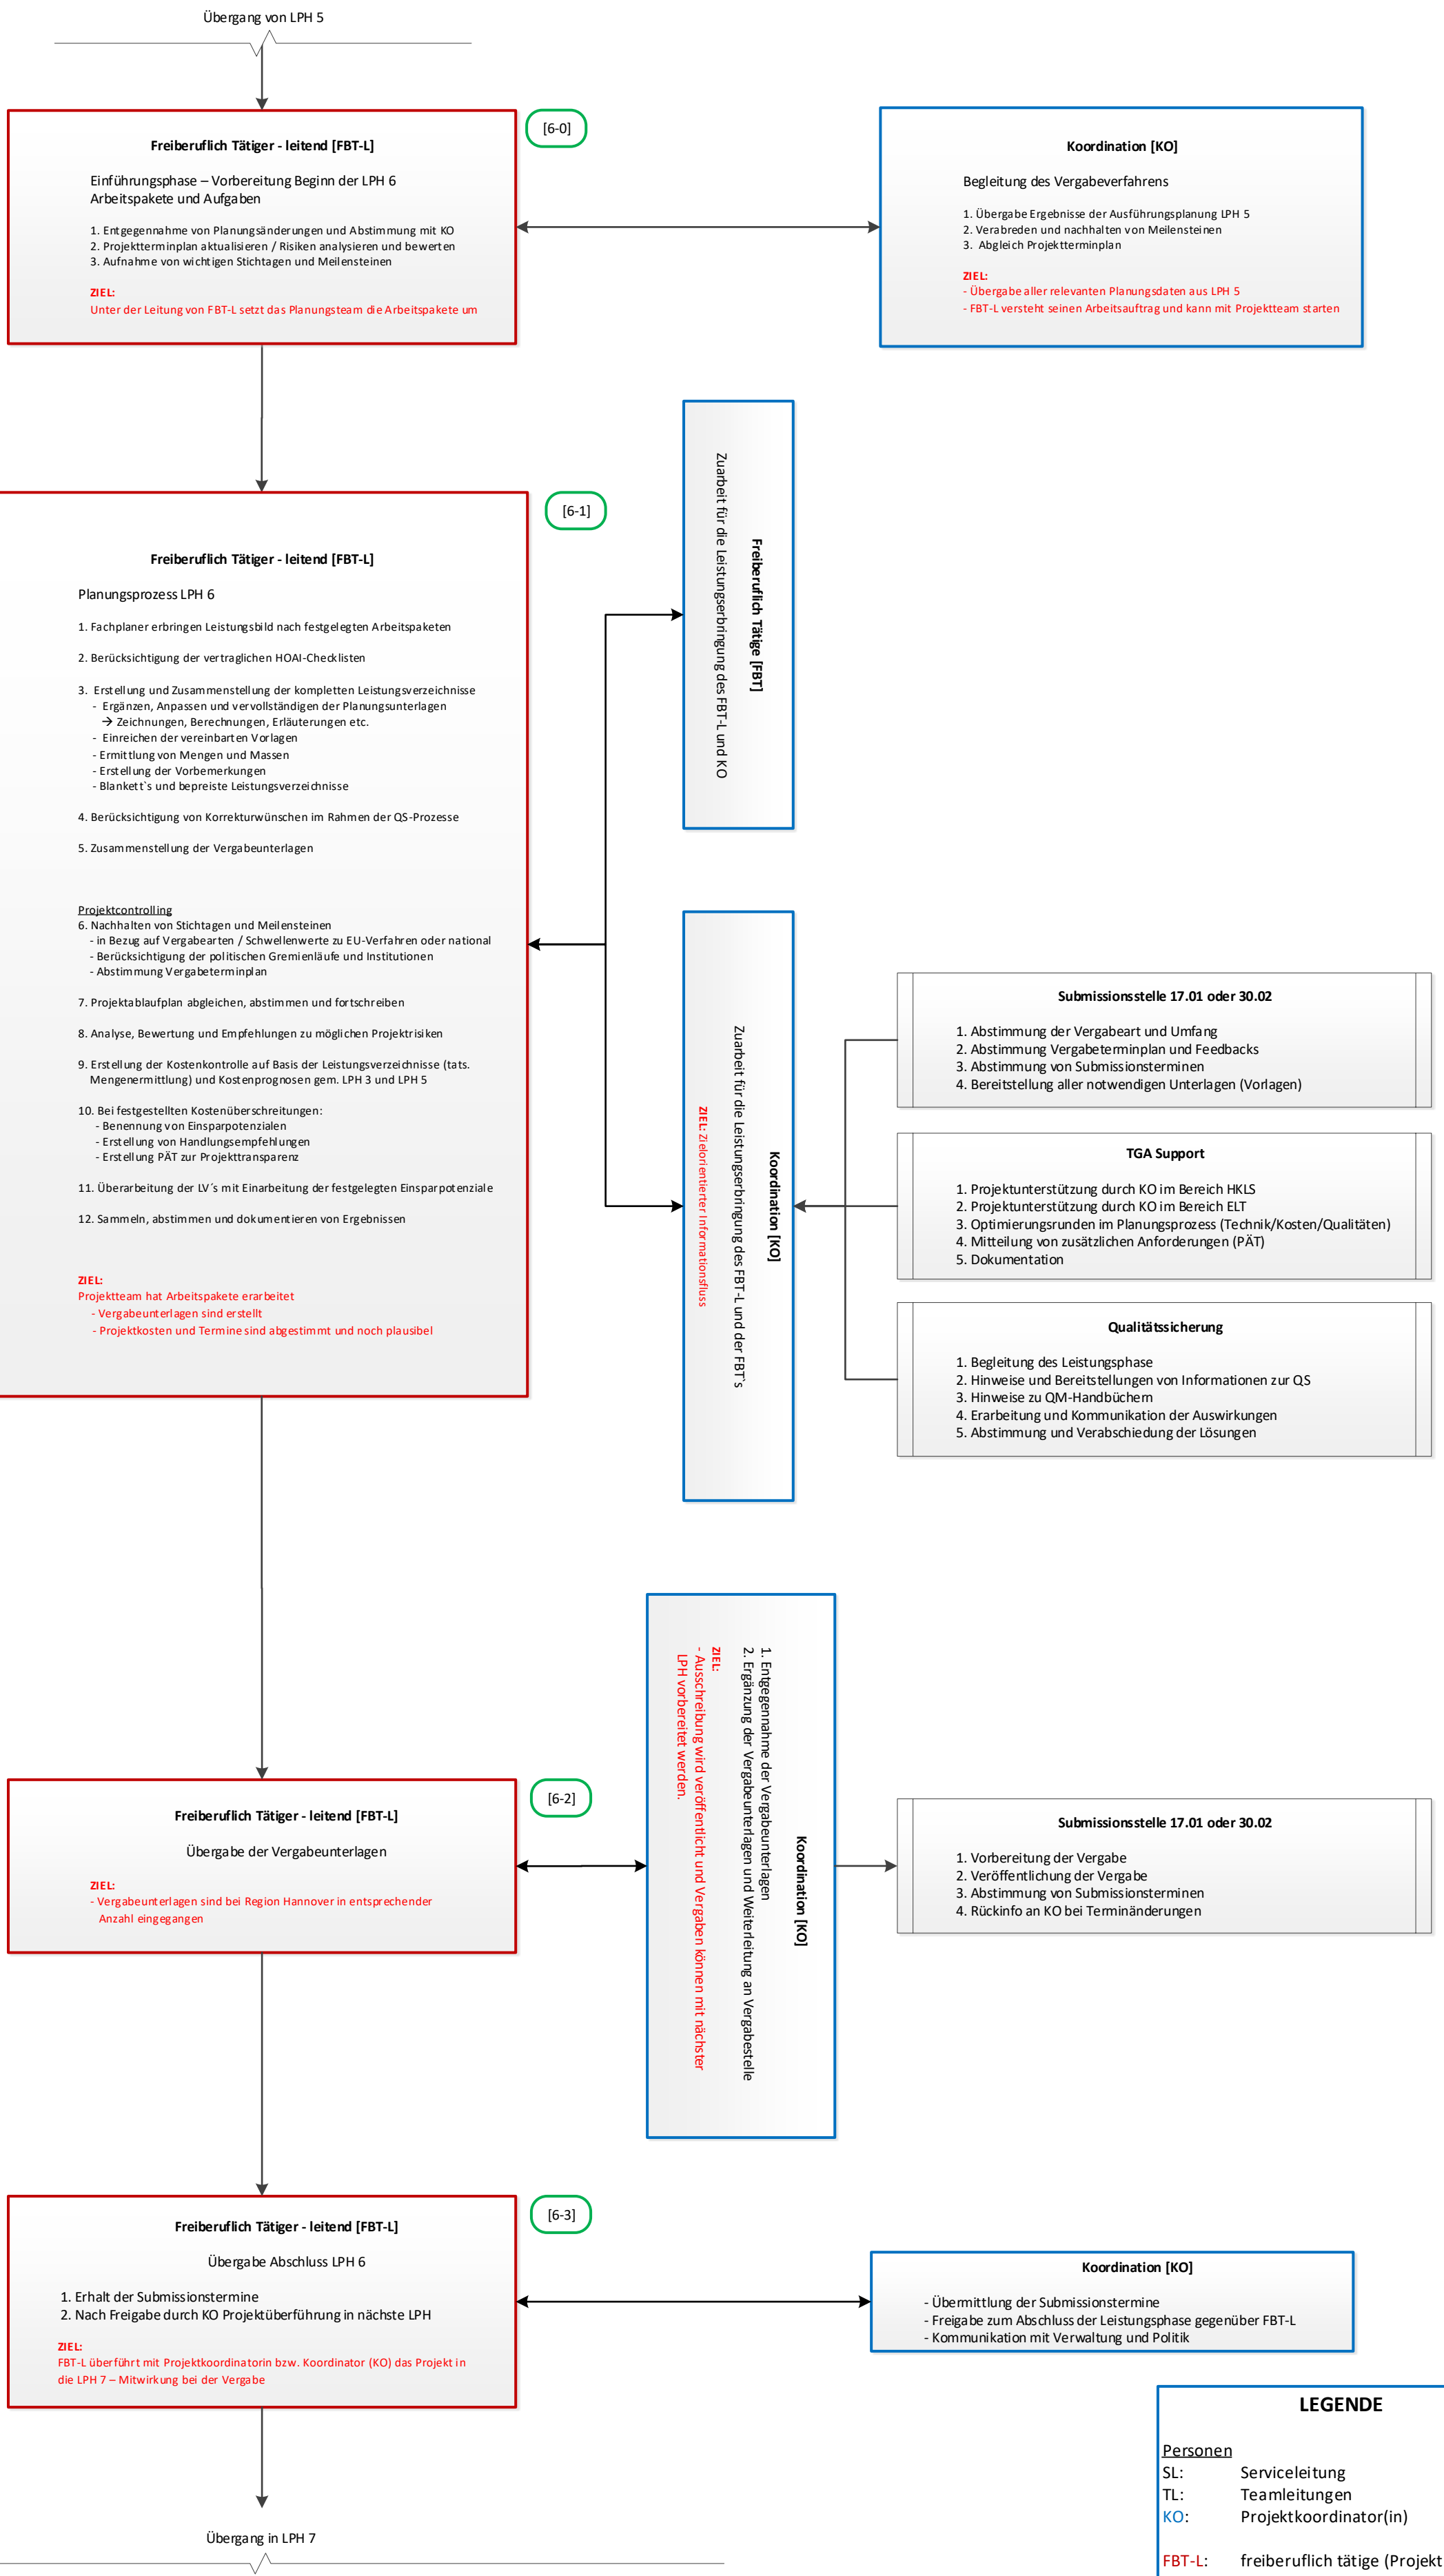 Übergang von LPH 5
[6-0]
Freiberuflich Tätiger - leitend [FBT-L]
Einführungsphase – Vorbereitung Beginn der LPH 6
Arbeitspakete und Aufgaben
1. Entgegennahme von Planungsänderungen und Abstimmung mit KO
2. Projektterminplan aktualisieren / Risiken analysieren und bewerten
3. Aufnahme von wichtigen Stichtagen und Meilensteinen
ZIEL:
Unter der Leitung von FBT-L setzt das Planungsteam die Arbeitspakete um
Koordination [KO]
Begleitung des Vergabeverfahrens
1. Übergabe Ergebnisse der Ausführungsplanung LPH 5
2. Verabreden und nachhalten von Meilensteinen
3. Abgleich Projektterminplan
ZIEL:
- Übergabe aller relevanten Planungsdaten aus LPH 5
- FBT-L versteht seinen Arbeitsauftrag und kann mit Projektteam starten
[6-1]
Freiberuflich Tätiger - leitend [FBT-L]
Planungsprozess LPH 6
1. Fachplaner erbringen Leistungsbild nach festgelegten Arbeitspaketen
2. Berücksichtigung der vertraglichen HOAI-Checklisten
3. Erstellung und Zusammenstellung der kompletten Leistungsverzeichnisse
- Ergänzen, Anpassen und vervollständigen der Planungsunterlagen
→ Zeichnungen, Berechnungen, Erläuterungen etc.
- Einreichen der vereinbarten Vorlagen
- Ermittlung von Mengen und Massen
- Erstellung der Vorbemerkungen
- Blankett`s und bepreiste Leistungsverzeichnisse
4. Berücksichtigung von Korrekturwünschen im Rahmen der QS-Prozesse
5. Zusammenstellung der Vergabeunterlagen
Projektcontrolling
6. Nachhalten von Stichtagen und Meilensteinen
- in Bezug auf Vergabearten / Schwellenwerte zu EU-Verfahren oder national
- Berücksichtigung der politischen Gremienläufe und Institutionen
- Abstimmung Vergabeterminplan
7. Projektablaufplan abgleichen, abstimmen und fortschreiben
8. Analyse, Bewertung und Empfehlungen zu möglichen Projektrisiken
9. Erstellung der Kostenkontrolle auf Basis der Leistungsverzeichnisse (tats.
Mengenermittlung) und Kostenprognosen gem. LPH 3 und LPH 5
10. Bei festgestellten Kostenüberschreitungen:
- Benennung von Einsparpotenzialen
- Erstellung von Handlungsempfehlungen
- Erstellung PÄT zur Projekttransparenz
11. Überarbeitung der LV´s mit Einarbeitung der festgelegten Einsparpotenziale
12. Sammeln, abstimmen und dokumentieren von Ergebnissen
ZIEL:
Projektteam hat Arbeitspakete erarbeitet
- Vergabeunterlagen sind erstellt
- Projektkosten und Termine sind abgestimmt und noch plausibel
Freiberuflich Tätige [FBT]
Zuarbeit für die Leistungserbringung des FBT-L und KO
Koordination [KO]
Zuarbeit für die Leistungserbringung des FBT-L und der FBT`s
ZIEL: Zielorientierter Informationsfluss
Submissionsstelle 17.01 oder 30.02
1. Abstimmung der Vergabeart und Umfang
2. Abstimmung Vergabeterminplan und Feedbacks
3. Abstimmung von Submissionsterminen
4. Bereitstellung aller notwendigen Unterlagen (Vorlagen)
TGA Support
1. Projektunterstützung durch KO im Bereich HKLS
2. Projektunterstützung durch KO im Bereich ELT
3. Optimierungsrunden im Planungsprozess (Technik/Kosten/Qualitäten)
4. Mitteilung von zusätzlichen Anforderungen (PÄT)
5. Dokumentation
Qualitätssicherung
1. Begleitung des Leistungsphase
2. Hinweise und Bereitstellungen von Informationen zur QS
3. Hinweise zu QM-Handbüchern
4. Erarbeitung und Kommunikation der Auswirkungen
5. Abstimmung und Verabschiedung der Lösungen
[6-2]
Freiberuflich Tätiger - leitend [FBT-L]
Übergabe der Vergabeunterlagen
ZIEL:
- Vergabeunterlagen sind bei Region Hannover in entsprechender
Anzahl eingegangen
Koordination [KO]
1. Entgegennahme der Vergabeunterlagen
2. Ergänzung der Vergabeunterlagen und Weiterleitung an Vergabestelle
ZIEL:
- Ausschreibung wird veröffentlicht und Vergaben können mit nächster
LPH vorbereitet werden.
Submissionsstelle 17.01 oder 30.02
1. Vorbereitung der Vergabe
2. Veröffentlichung der Vergabe
3. Abstimmung von Submissionsterminen
4. Rückinfo an KO bei Terminänderungen
[6-3]
Freiberuflich Tätiger - leitend [FBT-L]
Übergabe Abschluss LPH 6
1. Erhalt der Submissionstermine
2. Nach Freigabe durch KO Projektüberführung in nächste LPH
ZIEL:
FBT-L überführt mit Projektkoordinatorin bzw. Koordinator (KO) das Projekt in
die LPH 7 – Mitwirkung bei der Vergabe
Koordination [KO]
- Übermittlung der Submissionstermine
- Freigabe zum Abschluss der Leistungsphase gegenüber FBT-L
- Kommunikation mit Verwaltung und Politik
Übergang in LPH 7
LEGENDE
Personen
SL: Serviceleitung
TL: Teamleitungen
KO: Projektkoordinator(in)
FBT-L: freiberuflich tätige (Projekt